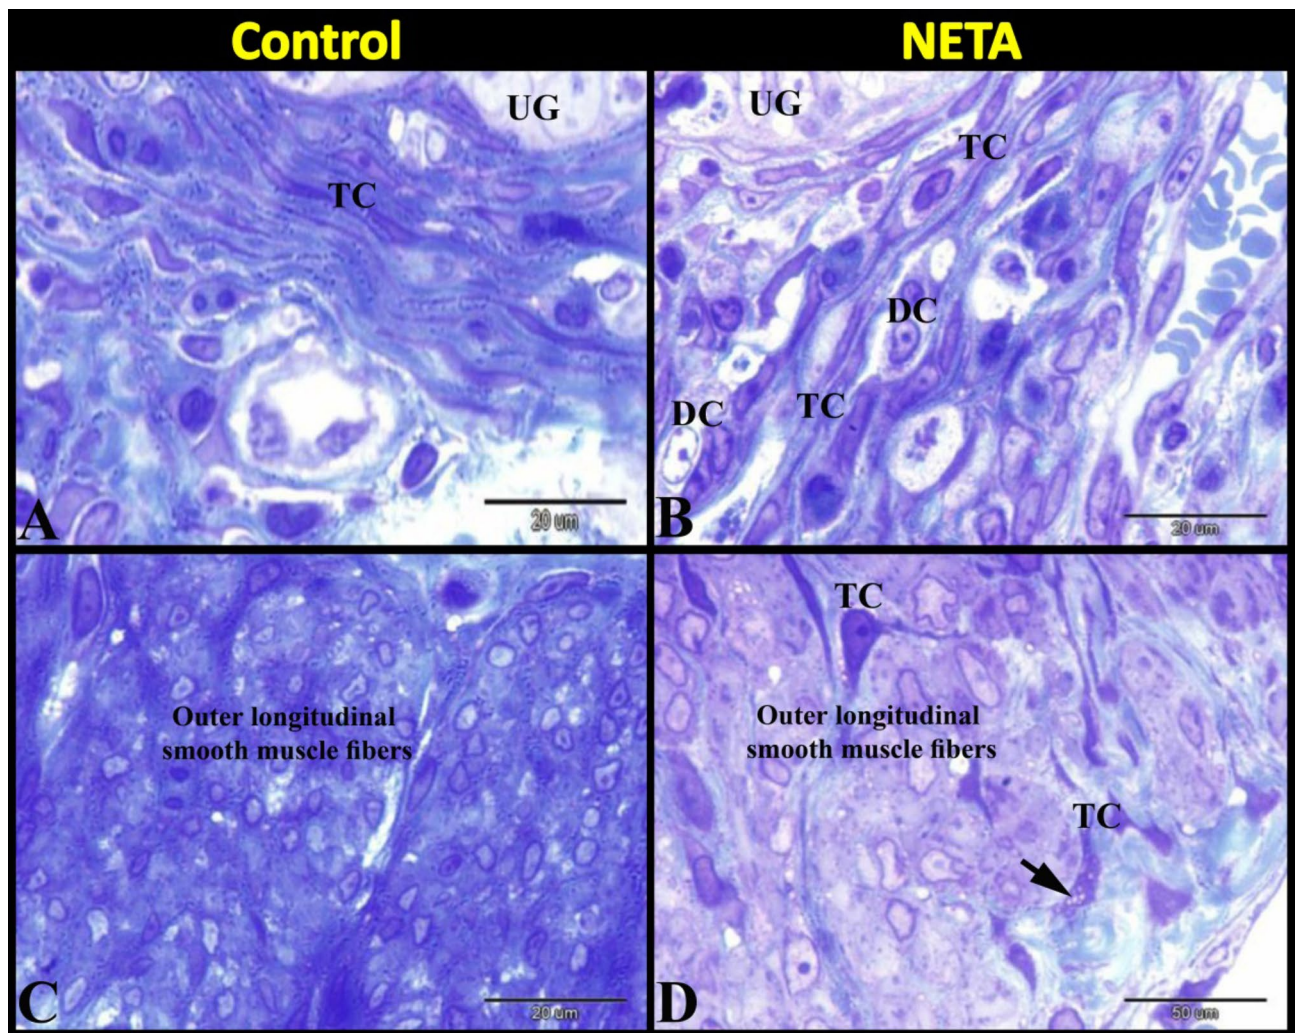 Control
NETA
UG
TC
A
20 um
UG
TC
DC
TC
DC
B
20 um
Outer longitudinal
smooth muscle fibers
C
20 um
TC
Outer longitudinal
smooth muscle fibers
TC
D
50 um